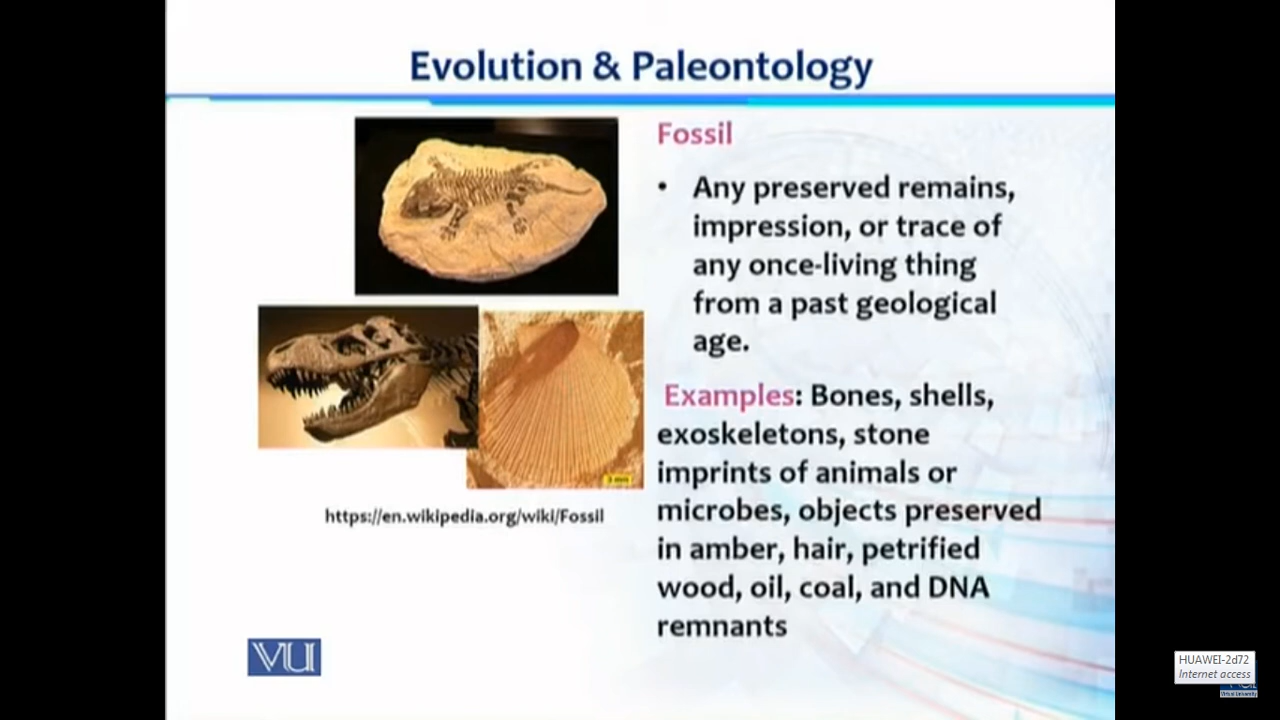 Evolution & Paleontology
Fossil
• Any preserved remains,
impression, or trace of
any once-living thing
from a past geological
age.
Examples: Bones, shells,
exoskeletons, stone
imprints of animals or
microbes, objects preserved
in amber, hair, petrified
wood, oil, coal, and DNA
remnants
https://en.wikipedia.org/wiki/Fossil
VU
HUAWEI-2d72
Internet access
Virtual University